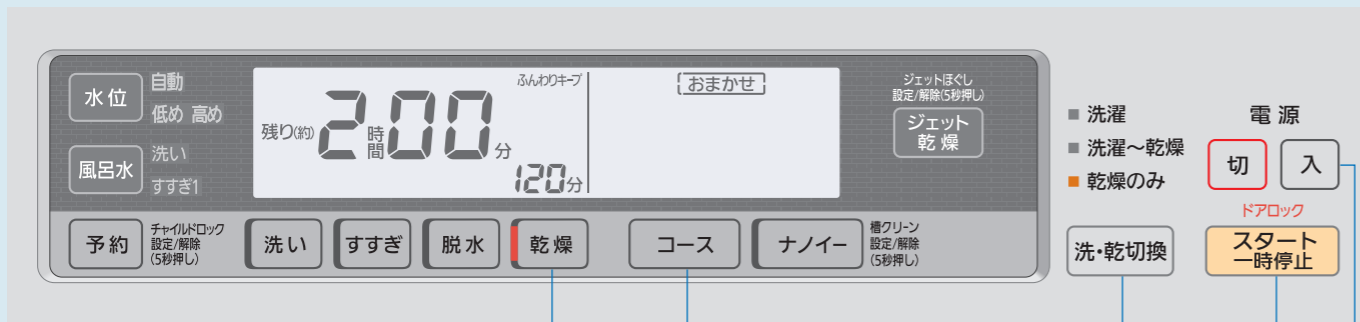 水位
自動
低め 高め
風呂水
洗い
すすぎ1
ふんわりキープ
残り(約)
2時間00分
120分
おまかせ
ジェットほぐし
設定/解除(5秒押し)
ジェット
乾燥
予約
チャイルドロック
設定/解除
(5秒押し)
洗い
すすぎ
脱水
乾燥
コース
ナノイー
槽クリーン
設定/解除
(5秒押し)
洗濯
洗濯〜乾燥
乾燥のみ
洗・乾切換
電源
切
入
ドアロック
スタート
一時停止